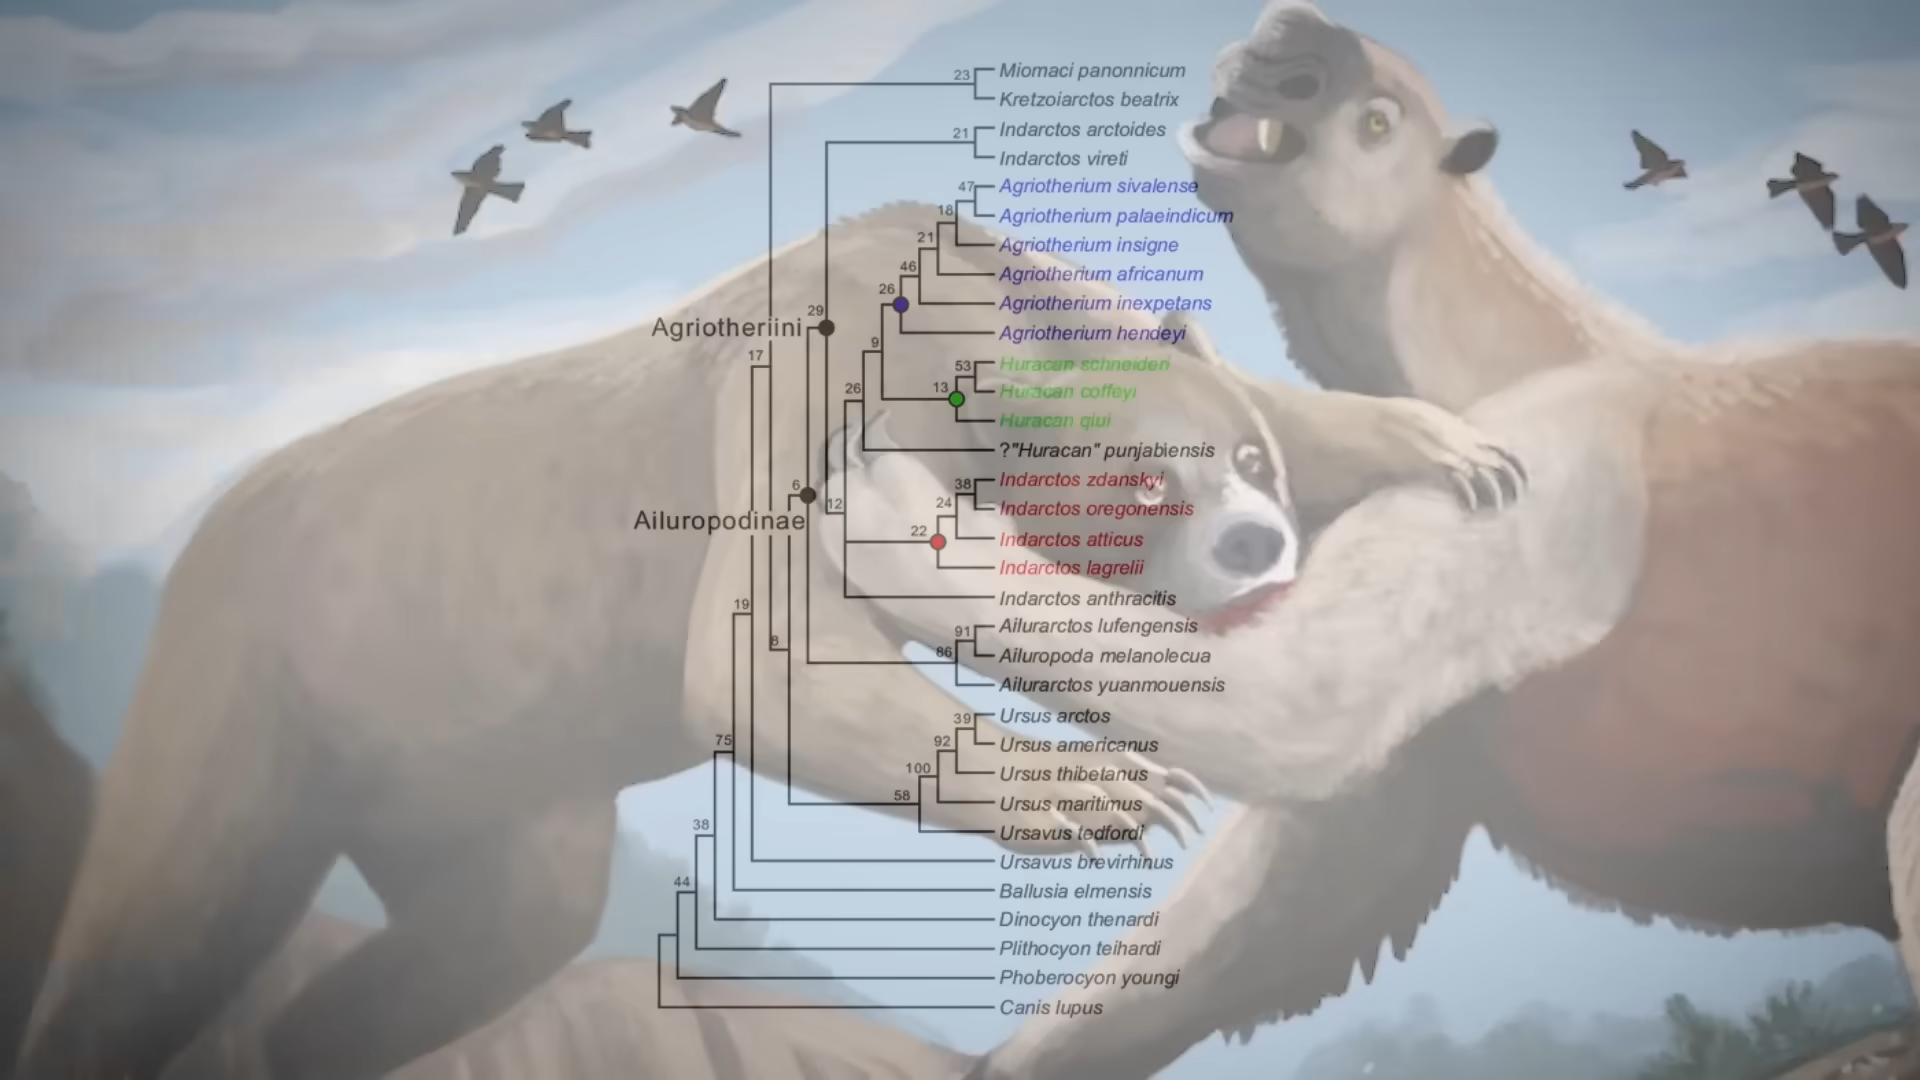 23
Miomaci panonnicum
Kretzoiarctos beatrix
21
Indarctos arctoides
Indarctos vireti
47
Agriotherium sivalense
18
Agriotherium palaeindicum
21
Agriotherium insigne
46
Agriotherium africanum
26
Agriotherium inexpetans
29
Agriotheriini
Agriotherium hendeyi
9
17
53
Huracan schneideri
13
26
Huracan coffeyi
Huracan qiui
?"Huracan" punjabiensis
6
38
Indarctos zdanskyi
12
24
Indarctos oregonensis
Ailuropodinae
22
Indarctos atticus
Indarctos lagrelii
19
Indarctos anthracitis
91
Ailurarctos lufengensis
8
86
Ailuropoda melanolecua
Ailurarctos yuanmouensis
39
Ursus arctos
75
92
Ursus americanus
100
Ursus thibetanus
58
Ursus maritimus
38
Ursavus tedfordi
Ursavus brevirhinus
44
Ballusia elmensis
Dinocyon thenardi
Plithocyon teihardi
Phoberocyon youngi
Canis lupus